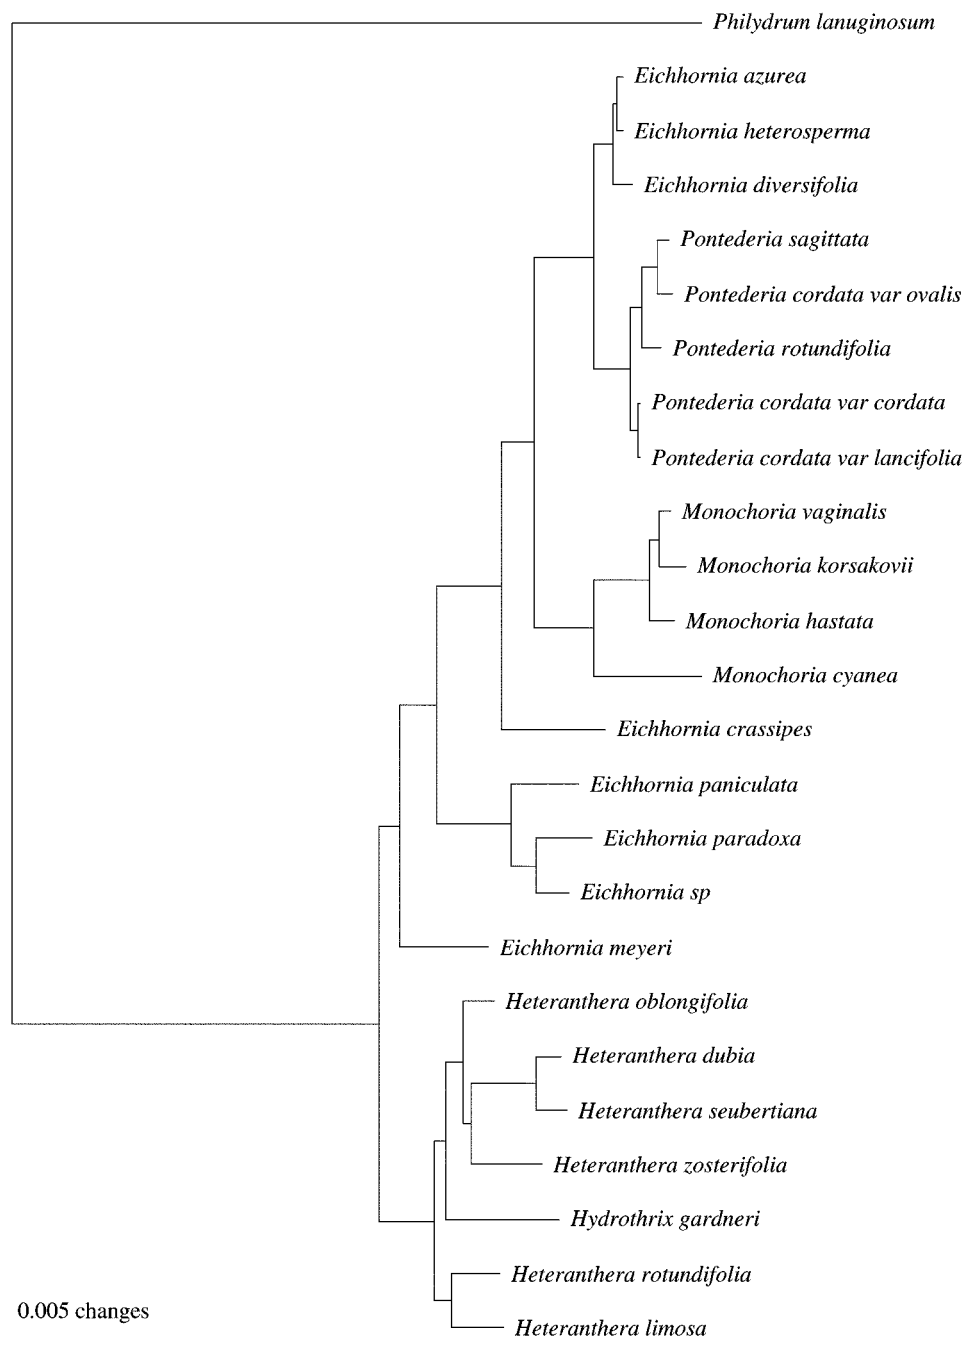 Philydrum lanuginosum
Eichhornia azurea
Eichhornia heterosperma
Eichhornia diversifolia
Pontederia sagittata
Pontederia cordata var ovalis
Pontederia rotundifolia
Pontederia cordata var cordata
Pontederia cordata var lancifolia
Monochoria vaginalis
Monochoria korsakovii
Monochoria hastata
Monochoria cyanea
Eichhornia crassipes
Eichhornia paniculata
Eichhornia paradoxa
Eichhornia sp
Eichhornia meyeri
Heteranthera oblongifolia
Heteranthera dubia
Heteranthera seubertiana
Heteranthera zosterifolia
Hydrothrix gardneri
Heteranthera rotundifolia
0.005 changes
Heteranthera limosa